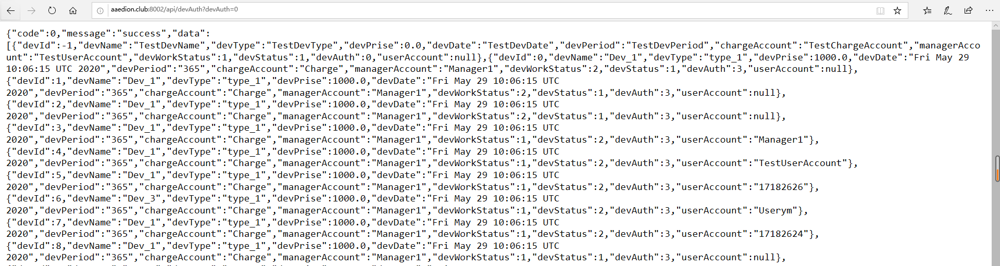 aaedion.club:8002/api/devAuth?devAuth=0
{"code":0,"message":"success","data":
[{"devId":-1,"devName":"TestDevName","devType":"TestDevType","devPrise":0.0,"devDate":"TestDevDate","devPeriod":"TestDevPeriod","chargeAccount":"TestChargeAccount","managerAcco
unt":"TestUserAccount","devWorkStatus":1,"devStatus":1,"devAuth":0,"userAccount":null},{"devId":0,"devName":"Dev_1","devType":"type_1","devPrise":1000.0,"devDate":"Fri May 29
10:06:15 UTC 2020","devPeriod":"365","chargeAccount":"Charge","managerAccount":"Manager1","devWorkStatus":2,"devStatus":1,"devAuth":3,"userAccount":null},
{"devId":1,"devName":"Dev_1","devType":"type_1","devPrise":1000.0,"devDate":"Fri May 29 10:06:15 UTC
2020","devPeriod":"365","chargeAccount":"Charge","managerAccount":"Manager1","devWorkStatus":2,"devStatus":1,"devAuth":3,"userAccount":null},
{"devId":2,"devName":"Dev_1","devType":"type_1","devPrise":1000.0,"devDate":"Fri May 29 10:06:15 UTC
2020","devPeriod":"365","chargeAccount":"Charge","managerAccount":"Manager1","devWorkStatus":2,"devStatus":1,"devAuth":3,"userAccount":null},
{"devId":3,"devName":"Dev_1","devType":"type_1","devPrise":1000.0,"devDate":"Fri May 29 10:06:15 UTC
2020","devPeriod":"365","chargeAccount":"Charge","managerAccount":"Manager1","devWorkStatus":1,"devStatus":2,"devAuth":3,"userAccount":"Manager1"},
{"devId":4,"devName":"Dev_1","devType":"type_1","devPrise":1000.0,"devDate":"Fri May 29 10:06:15 UTC
2020","devPeriod":"365","chargeAccount":"Charge","managerAccount":"Manager1","devWorkStatus":1,"devStatus":2,"devAuth":3,"userAccount":"TestUserAccount"},
{"devId":5,"devName":"Dev_1","devType":"type_1","devPrise":1000.0,"devDate":"Fri May 29 10:06:15 UTC
2020","devPeriod":"365","chargeAccount":"Charge","managerAccount":"Manager1","devWorkStatus":1,"devStatus":2,"devAuth":3,"userAccount":"17182626"},
{"devId":6,"devName":"Dev_3","devType":"type_1","devPrise":1000.0,"devDate":"Fri May 29 10:06:15 UTC
2020","devPeriod":"365","chargeAccount":"Charge","managerAccount":"Manager1","devWorkStatus":1,"devStatus":2,"devAuth":3,"userAccount":"Userym"},
{"devId":7,"devName":"Dev_1","devType":"type_1","devPrise":1000.0,"devDate":"Fri May 29 10:06:15 UTC
2020","devPeriod":"365","chargeAccount":"Charge","managerAccount":"Manager1","devWorkStatus":1,"devStatus":2,"devAuth":3,"userAccount":"17182624"},
{"devId":8,"devName":"Dev_1","devType":"type_1","devPrise":1000.0,"devDate":"Fri May 29 10:06:15 UTC
2020","devPeriod":"365","chargeAccount":"Charge","managerAccount":"Manager1","devWorkStatus":1,"devStatus":1,"devAuth":3,"userAccount":null},